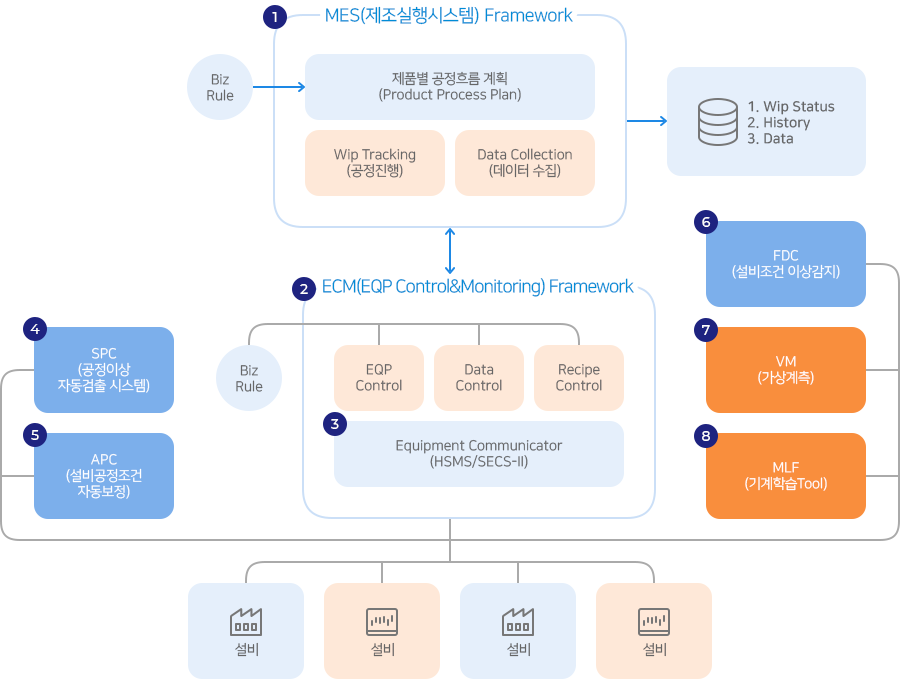 1
MES(제조실행시스템) Framework
Biz
Rule
제품별 공정흐름 계획
(Product Process Plan)
Wip Tracking
(공정진행)
Data Collection
(데이터 수집)
1. Wip Status
2. History
3. Data
2
ECM(EQP Control&Monitoring) Framework
Biz
Rule
EQP
Control
Data
Control
Recipe
Control
3
Equipment Communicator
(HSMS/SECS-II)
4
SPC
(공정이상
자동검출 시스템)
5
APC
(설비공정조건
자동보정)
6
FDC
(설비조건 이상감지)
7
VM
(가상계측)
8
MLF
(기계학습Tool)
설비
설비
설비
설비